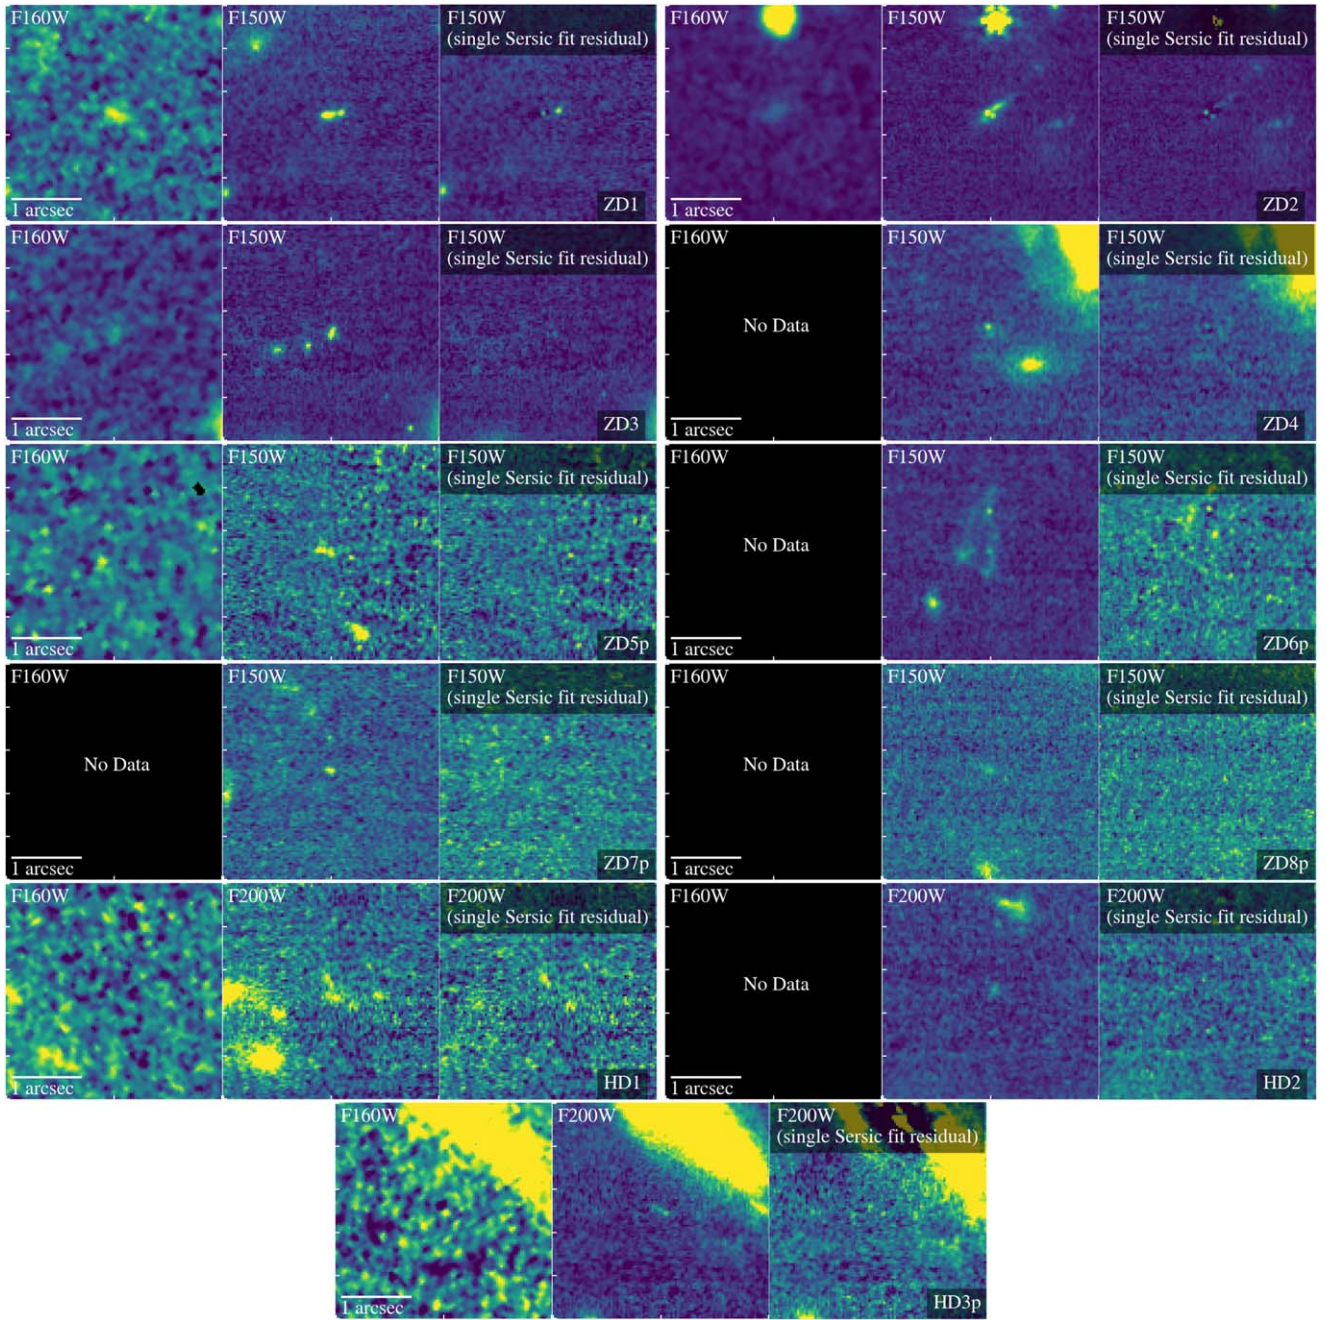 F160W
F150W
F150W
(single Sersic fit residual)
1 arcsec
ZD1
F160W
F150W
F150W
(single Sersic fit residual)
1 arcsec
ZD2
F160W
F150W
F150W
(single Sersic fit residual)
1 arcsec
ZD3
F160W
F150W
F150W
(single Sersic fit residual)
No Data
1 arcsec
ZD4
F160W
F150W
F150W
(single Sersic fit residual)
1 arcsec
ZD5p
F160W
F150W
F150W
(single Sersic fit residual)
No Data
1 arcsec
ZD6p
F160W
F150W
F150W
(single Sersic fit residual)
No Data
1 arcsec
ZD7p
F160W
F150W
F150W
(single Sersic fit residual)
No Data
1 arcsec
ZD8p
F160W
F200W
F200W
(single Sersic fit residual)
1 arcsec
HD1
F160W
F200W
F200W
(single Sersic fit residual)
No Data
1 arcsec
HD2
F160W
F200W
F200W
(single Sersic fit residual)
1 arcsec
HD3p